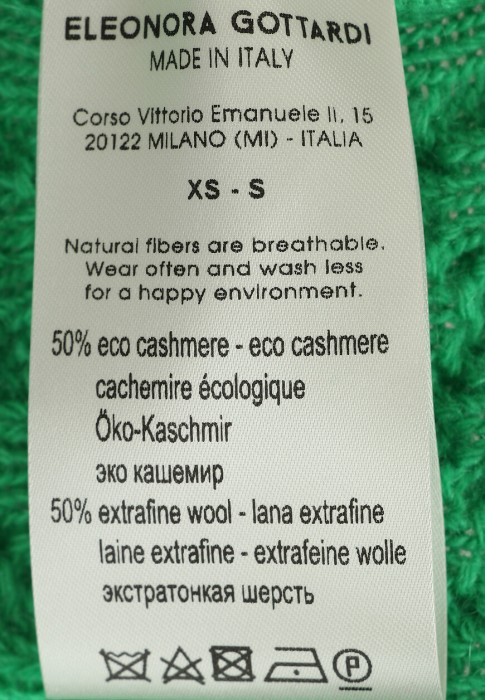 ELEONORA GOTTARDI
MADE IN ITALY
Corso Vittorio Emanuele II, 15
20122 MILANO (MI) - ITALIA
XS - S
Natural fibers are breathable.
Wear often and wash less
for a happy environment.
50% eco cashmere - eco cashmere
cachemire écologique
Öko-Kaschmir
эко кашемир
50% extrafine wool - lana extrafine
laine extrafine - extrafeine wolle
экстратонкая шерсть
P